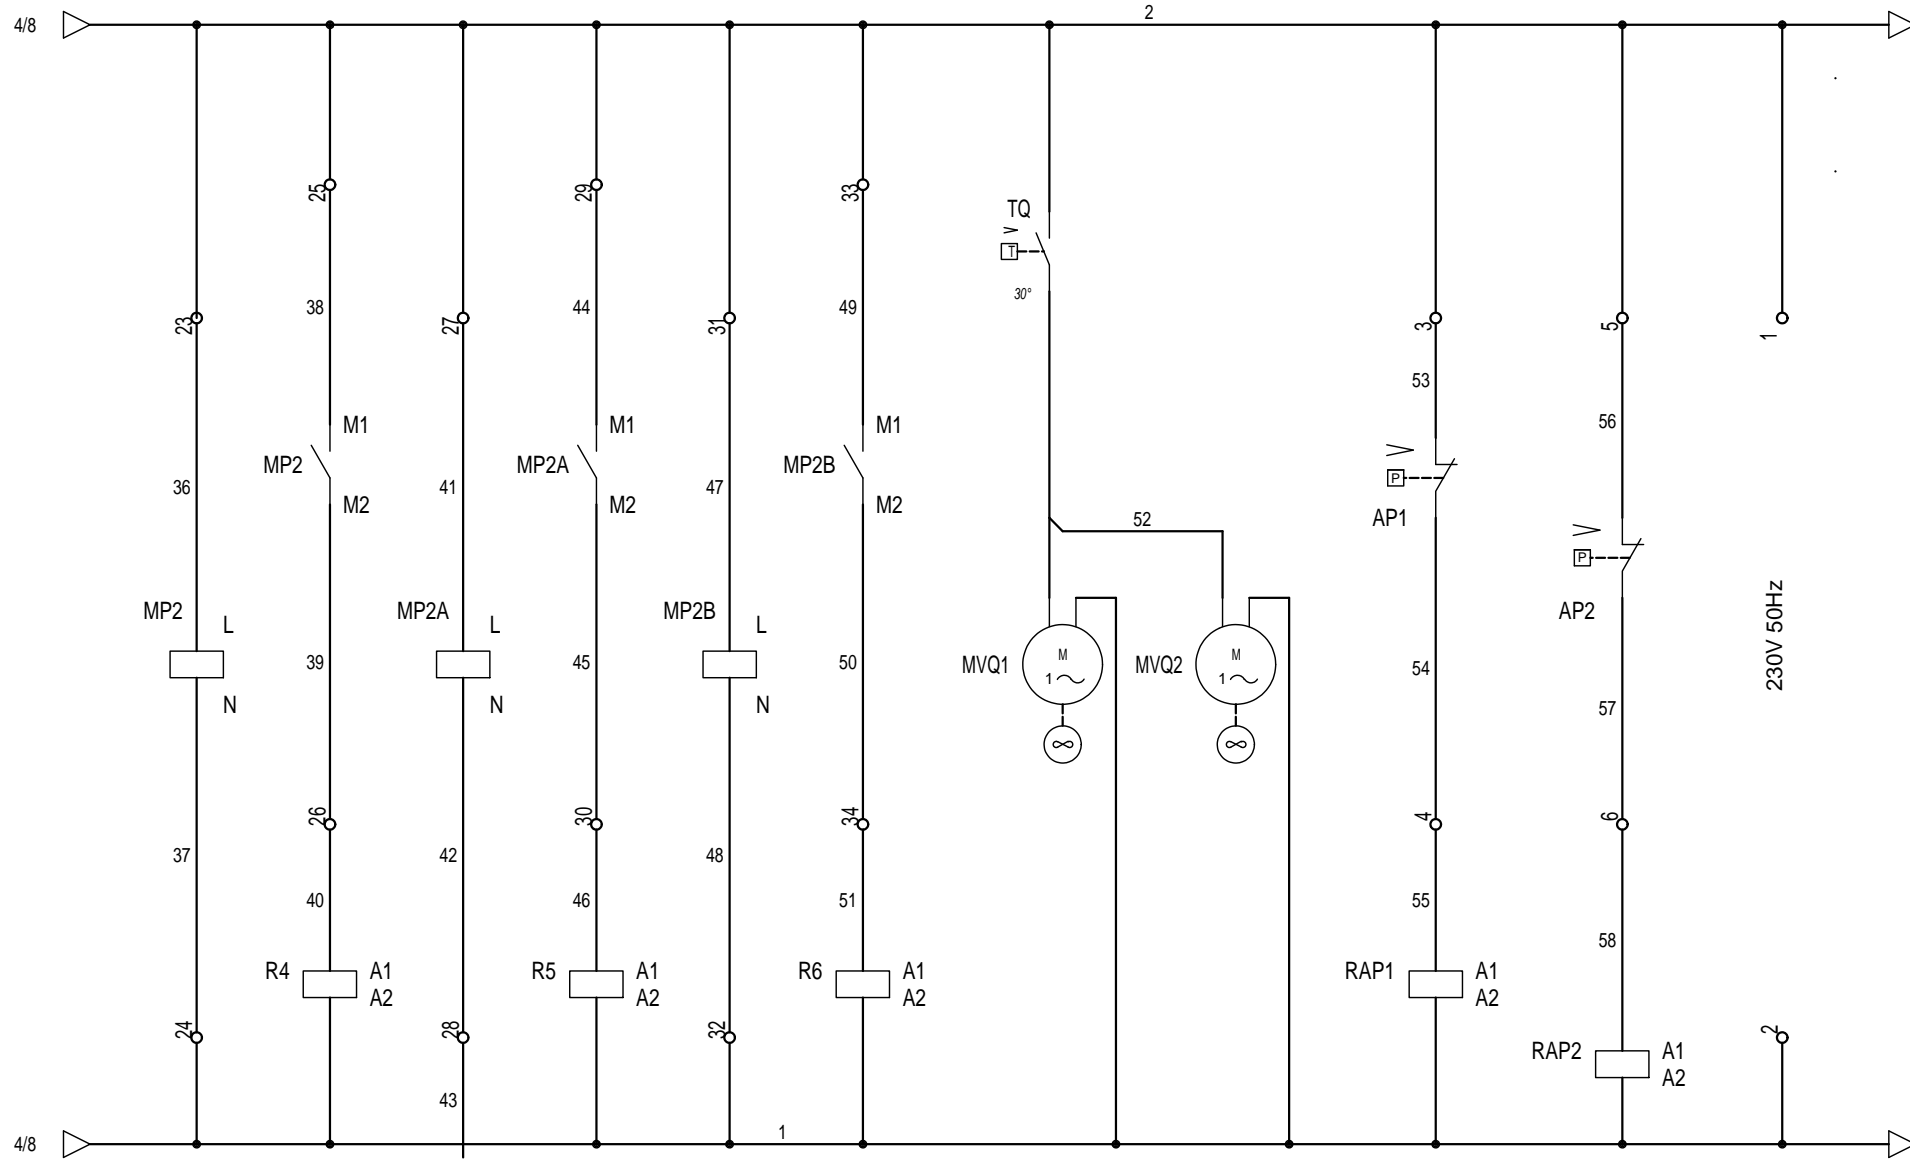 4/8 2
25 29 33
TQ
T
30°
23 38 27 44 31 49 3 5 1
53
M1 M1 M1 56
MP2 MP2A MP2B
P
36 41 47
M2 M2 M2 AP1
52
P
MP2 L MP2A L MP2B L AP2
230V 50Hz
39 45 50 MVQ1 M 1 MVQ2 M 1 54
N N N 57
26 30 34 4 6
37 42 48
40 46 51 55
58
R4 A1 R5 A1 R6 A1 RAP1 A1
A2 A2 A2 A2
24 28 32 2
RAP2 A1
A2
43
4/8 1